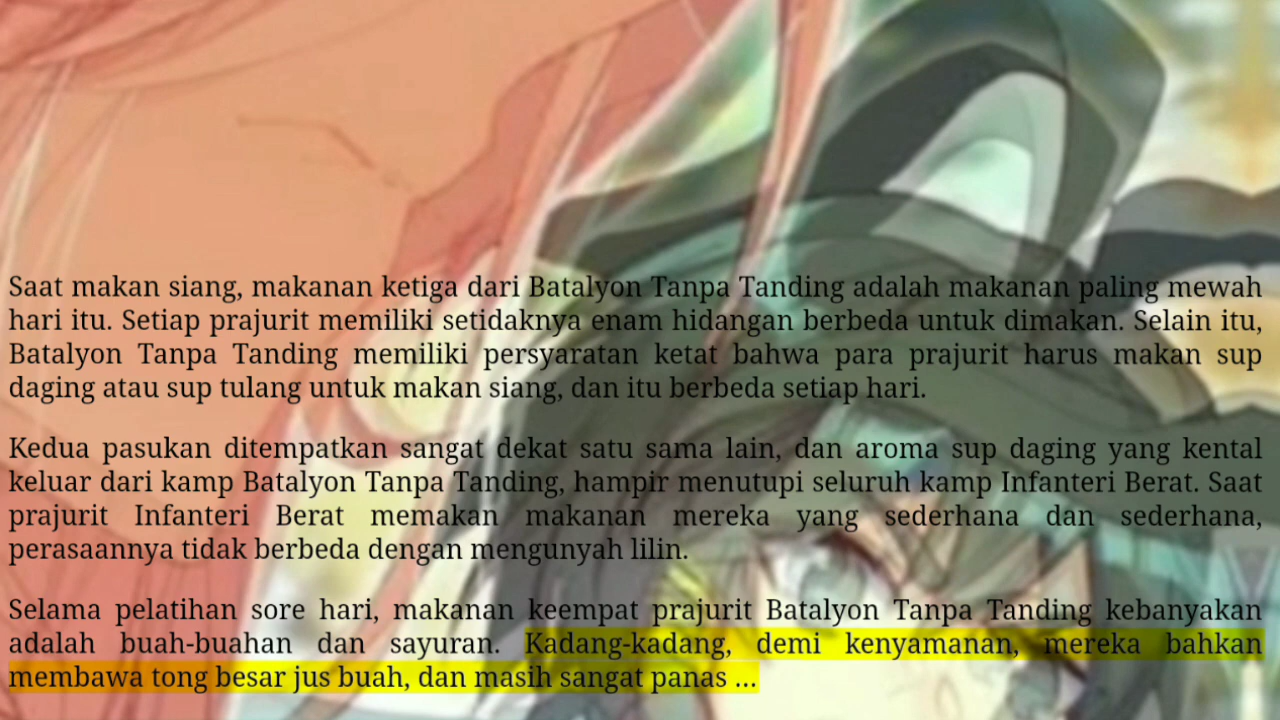 Saat makan siang, makanan ketiga dari Batalyon Tanpa Tanding adalah makanan paling mewah
hari itu. Setiap prajurit memiliki setidaknya enam hidangan berbeda untuk dimakan. Selain itu,
Batalyon Tanpa Tanding memiliki persyaratan ketat bahwa para prajurit harus makan sup
daging atau sup tulang untuk makan siang, dan itu berbeda setiap hari.
Kedua pasukan ditempatkan sangat dekat satu sama lain, dan aroma sup daging yang kental
keluar dari kamp Batalyon Tanpa Tanding, hampir menutupi seluruh kamp Infanteri Berat. Saat
prajurit Infanteri Berat memakan makanan mereka yang sederhana dan sederhana,
perasaannya tidak berbeda dengan mengunyah lilin.
Selama pelatihan sore hari, makanan keempat prajurit Batalyon Tanpa Tanding kebanyakan
adalah buah-buahan dan sayuran. Kadang-kadang, demi kenyamanan, mereka bahkan
membawa tong besar jus buah, dan masih sangat panas ...